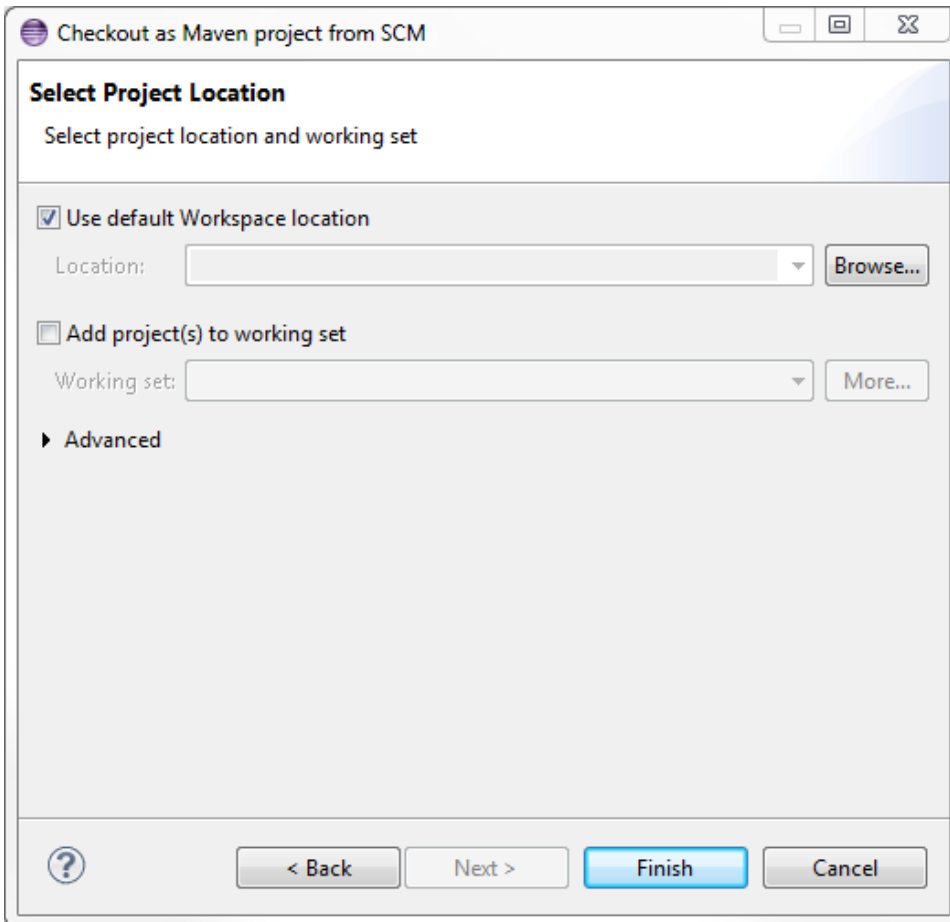 Checkout as Maven project from SCM
Select Project Location
Select project location and working set
Use default Workspace location
Location:
Browse...
Add project(s) to working set
Working set:
More...
Advanced
?
< Back
Next >
Finish
Cancel